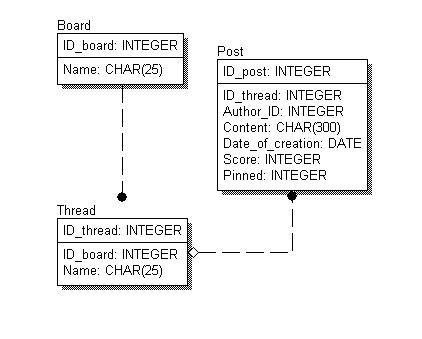 Board
ID_board: INTEGER
Name: CHAR(25)
Post
ID_post: INTEGER
ID_thread: INTEGER
Author_ID: INTEGER
Content: CHAR(300)
Date_of_creation: DATE
Score: INTEGER
Pinned: INTEGER
Thread
ID_thread: INTEGER
ID_board: INTEGER
Name: CHAR(25)